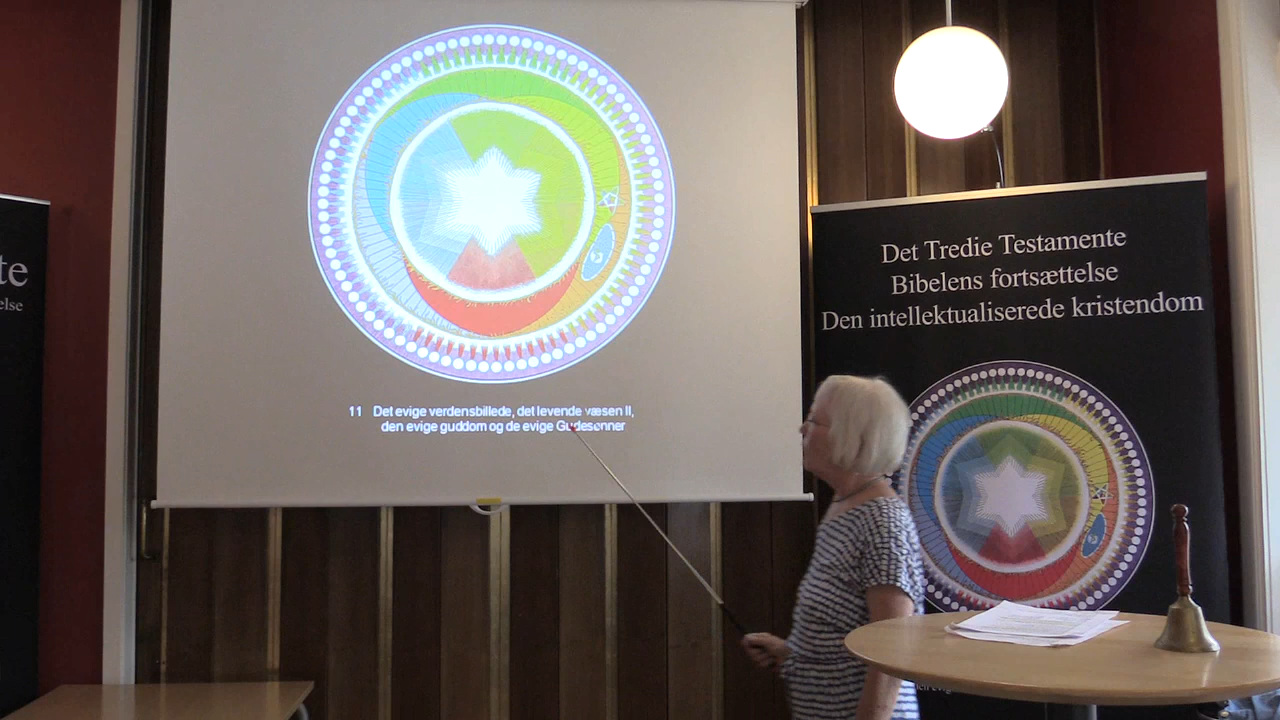 te
else
11 Det evige verdensbillede, det levende væsen II,
den evige guddom og de evige Gudesønner
Det Tredie Testamente
Bibelens fortsættelse
Den intellektualiserede kristendom